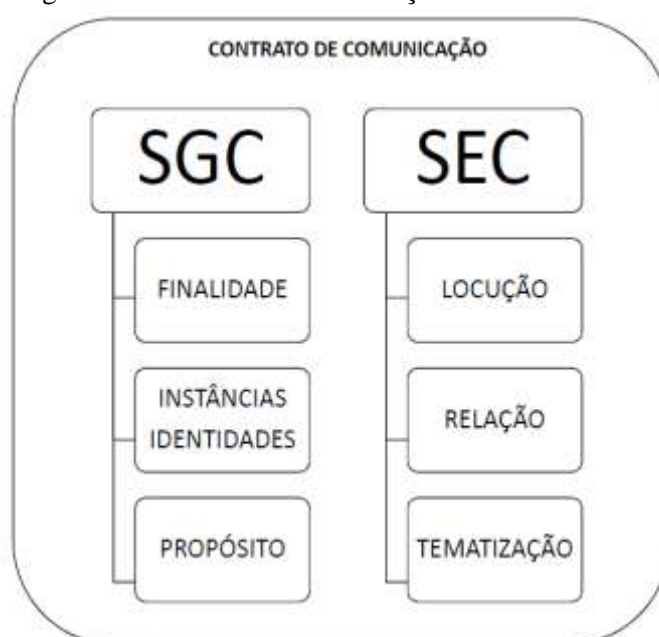 CONTRATO DE COMUNICAÇÃO
SGC
FINALIDADE
INSTÂNCIAS
IDENTIDADES
PROPÓSITO
SEC
LOCUÇÃO
RELAÇÃO
TEMATIZAÇÃO